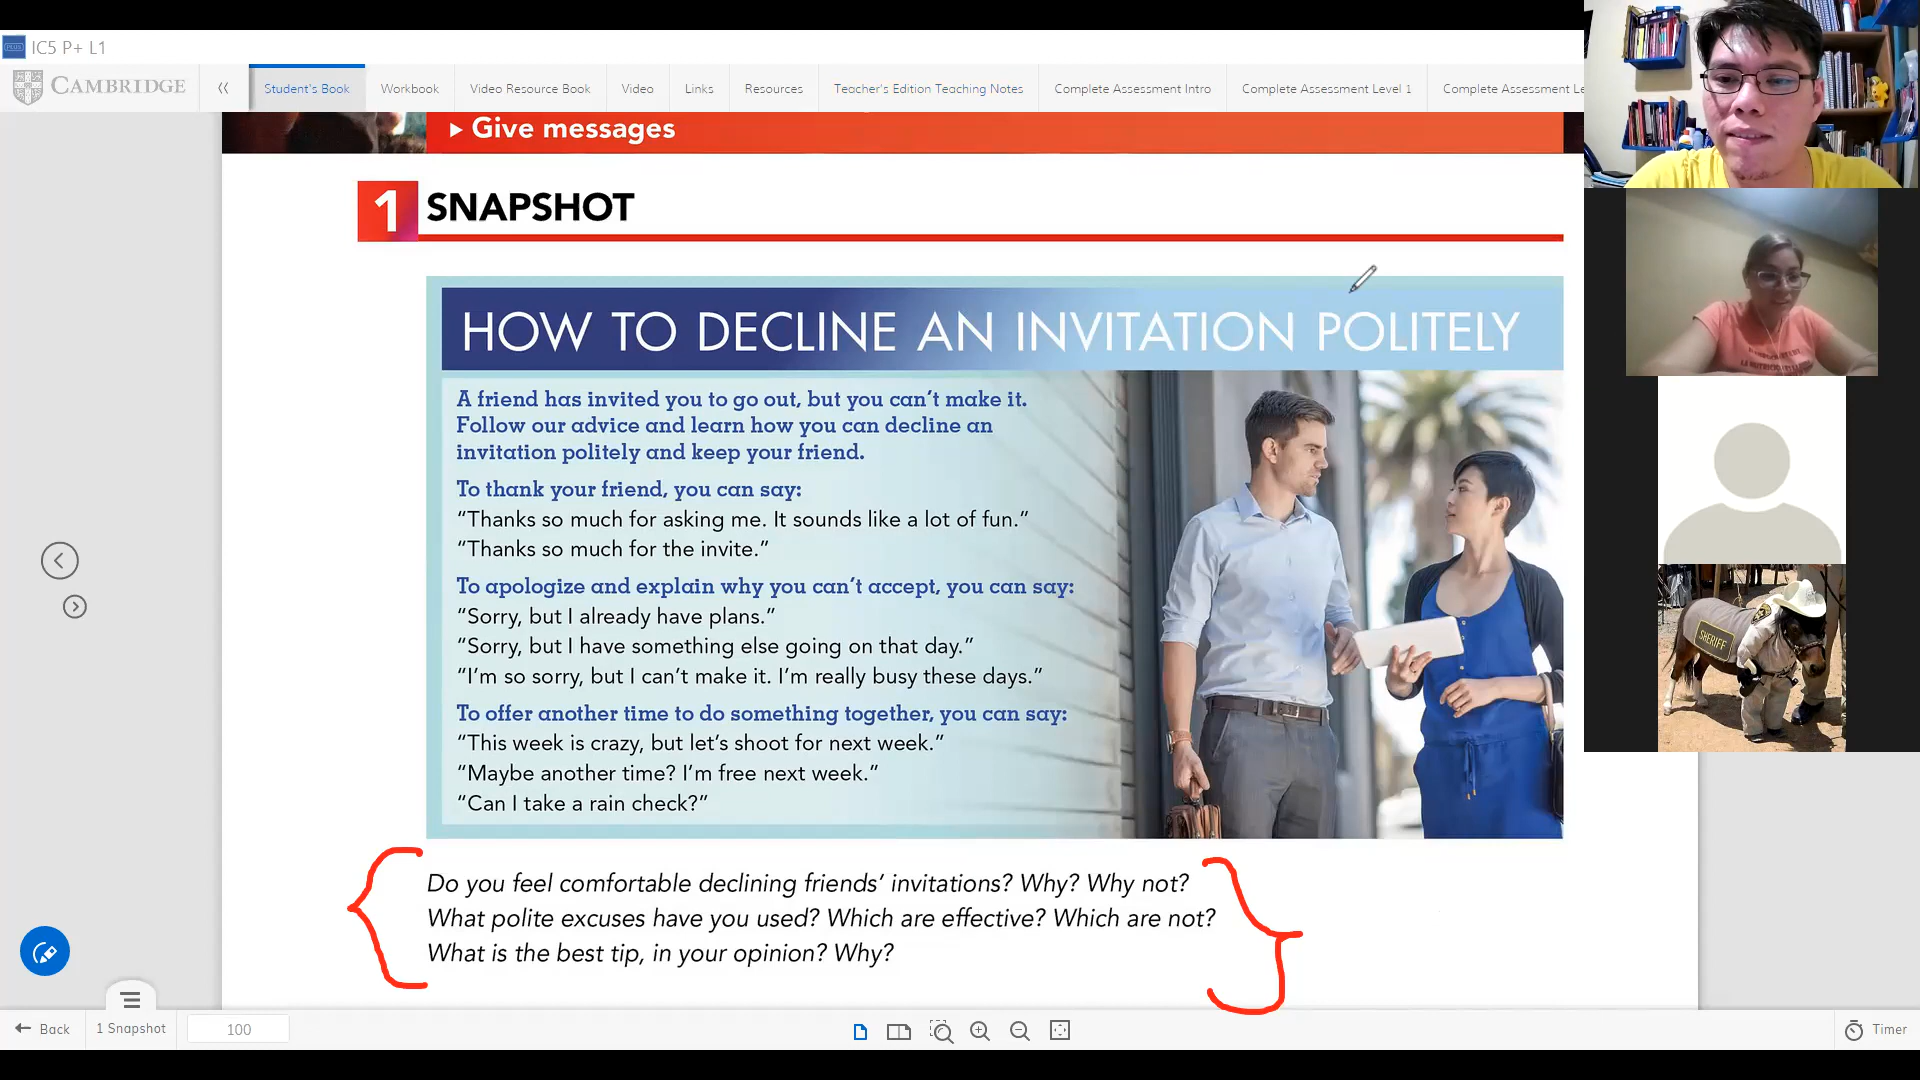 IC5 P+ L1
CAMBRIDGE
Student's Book
Workbook
Video Resource Book
Video
Links
Resources
Teacher's Edition Teaching Notes
Complete Assessment Intro
Complete Assessment Level 1
Complete Assessment Le
Give messages
1 SNAPSHOT
HOW TO DECLINE AN INVITATION POLITELY
A friend has invited you to go out, but you can't make it.
Follow our advice and learn how you can decline an
invitation politely and keep your friend.
To thank your friend, you can say:
“Thanks so much for asking me. It sounds like a lot of fun.”
“Thanks so much for the invite.”
To apologize and explain why you can't accept, you can say:
“Sorry, but I already have plans.”
“Sorry, but I have something else going on that day.”
“I'm so sorry, but I can't make it. I'm really busy these days.”
To offer another time to do something together, you can say:
“This week is crazy, but let's shoot for next week.”
“Maybe another time? I'm free next week.”
“Can I take a rain check?”
Do you feel comfortable declining friends' invitations? Why? Why not?
What polite excuses have you used? Which are effective? Which are not?
What is the best tip, in your opinion? Why?
SHERIFF
Back
1 Snapshot
100
Timer